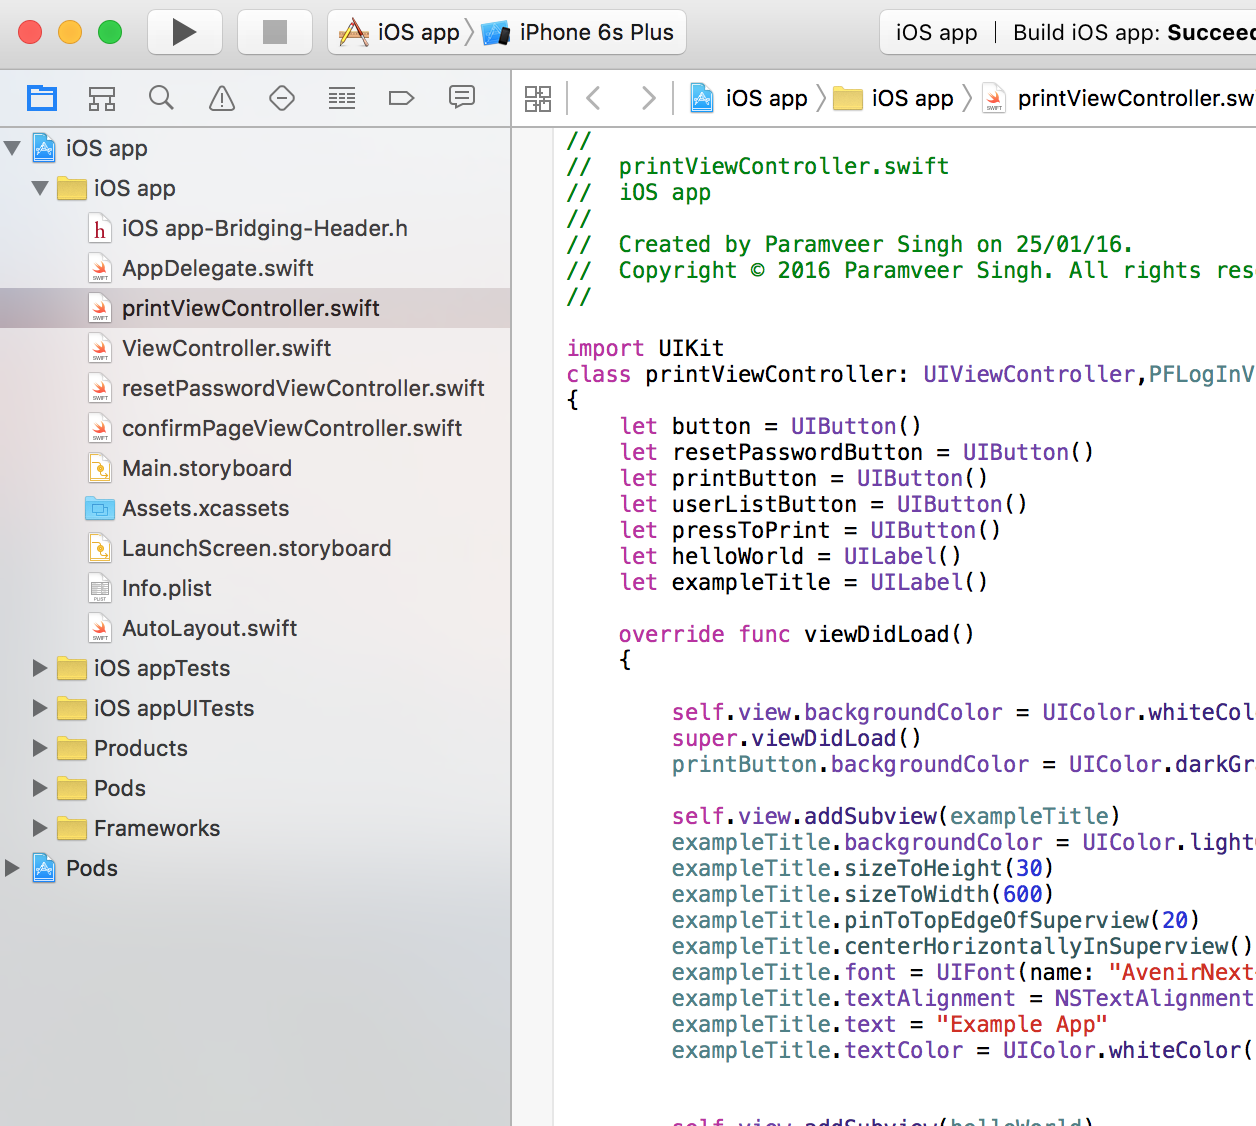 iOS app iPhone 6s Plus iOS app Build iOS app:
iOS app iOS app
iOS app
iOS app
iOS app-Bridging-Header.h
AppDelegate.swift
printViewController.swift
ViewController.swift
resetPasswordViewController.swift
confirmPageViewController.swift
Main.storyboard
Assets.xcassets
LaunchScreen.storyboard
Info.plist
AutoLayout.swift
iOS appTests
iOS appUITests
Products
Pods
Frameworks
Pods
//
// printViewController.swift
// iOS app
//
// Created by Paramveer Singh on 25/01/16.
// Copyright © 2016 Paramveer Singh. All rights
//
import UIKit
class printViewController: UIViewController,
{
let button = UIButton()
let resetPasswordButton = UIButton()
let printButton = UIButton()
let userListButton = UIButton()
let pressToPrint = UIButton()
let helloWorld = UILabel()
let exampleTitle = UILabel()
override func viewDidLoad()
{
self.view.backgroundColor = UIColor.whiteCol
super.viewDidLoad()
printButton.backgroundColor = UIColor.darkGr
self.view.addSubview(exampleTitle)
exampleTitle.backgroundColor = UIColor.light
exampleTitle.sizeToHeight(30)
exampleTitle.sizeToWidth(600)
exampleTitle.pinToTopEdgeOfSuperview(20)
exampleTitle.centerHorizontallyInSuperview()
exampleTitle.font = UIFont(name: "AvenirNext
exampleTitle.textAlignment = NSTextAlignment
exampleTitle.text = "Example App"
exampleTitle.textColor = UIColor.whiteColor(
self.view.addSubview(helloWorld)